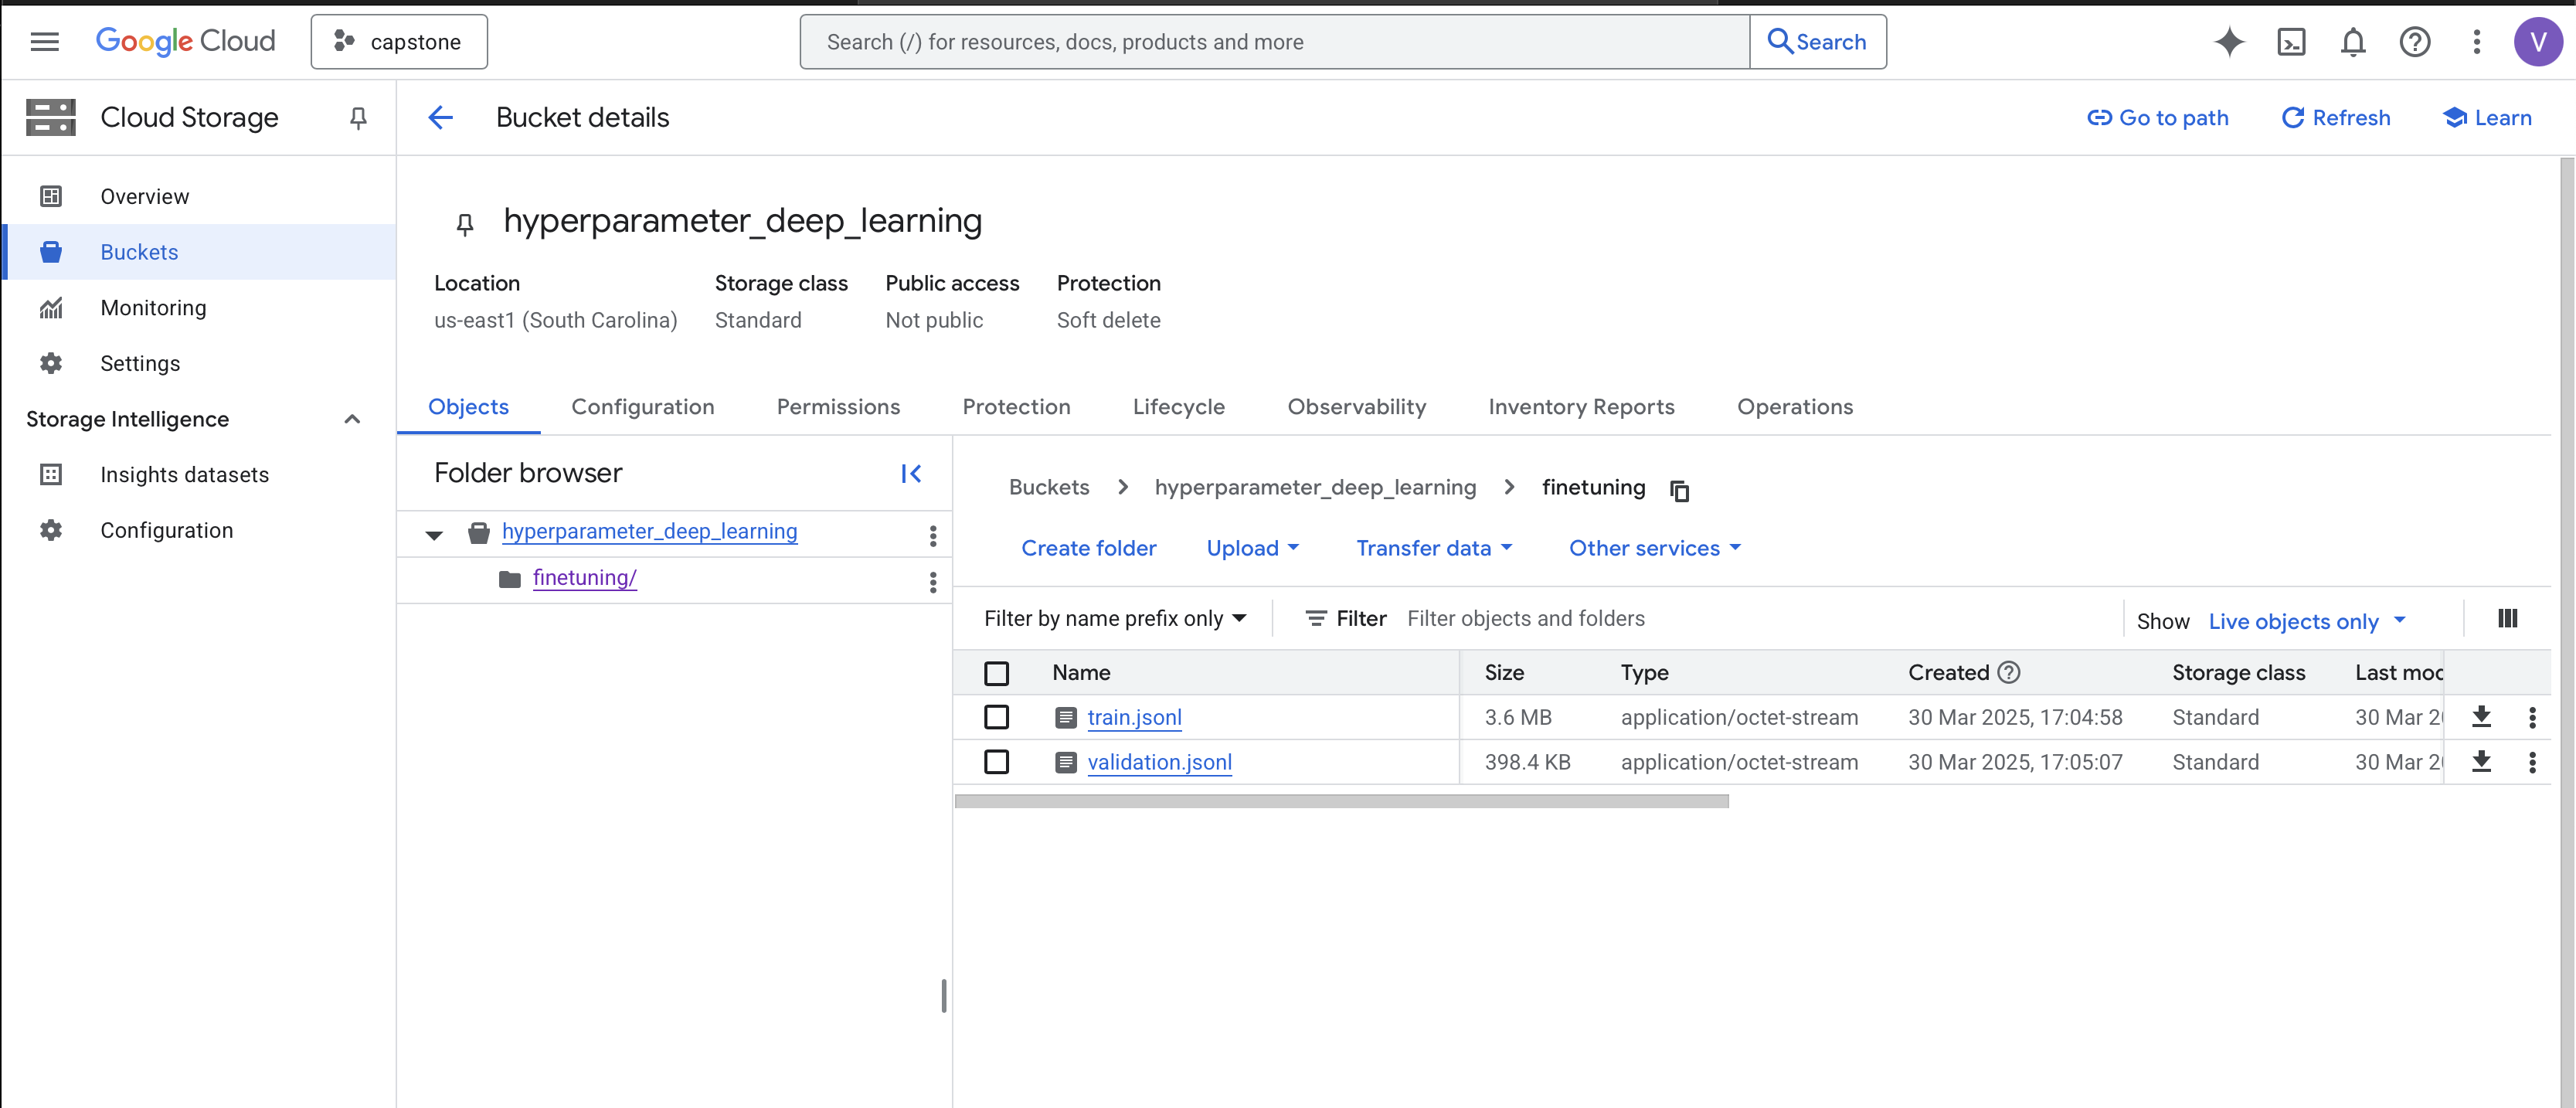 Google Cloud
capstone
Search (/) for resources, docs, products and more
Search
V
Cloud Storage
Bucket details
Go to path
Refresh
Learn
Overview
Buckets
Monitoring
Settings
Storage Intelligence
Insights datasets
Configuration
hyperparameter_deep_learning
Location Storage class Public access Protection
us-east1 (South Carolina) Standard Not public Soft delete
Objects Configuration Permissions Protection Lifecycle Observability Inventory Reports Operations
Folder browser
hyperparameter_deep_learning
finetuning/
Buckets hyperparameter_deep_learning finetuning
Create folder Upload Transfer data Other services
Filter by name prefix only Filter Filter objects and folders Show Live objects only
Name Size Type Created Storage class Last mod
train.jsonl 3.6 MB application/octet-stream 30 Mar 2025, 17:04:58 Standard 30 Mar 20
validation.jsonl 398.4 KB application/octet-stream 30 Mar 2025, 17:05:07 Standard 30 Mar 20